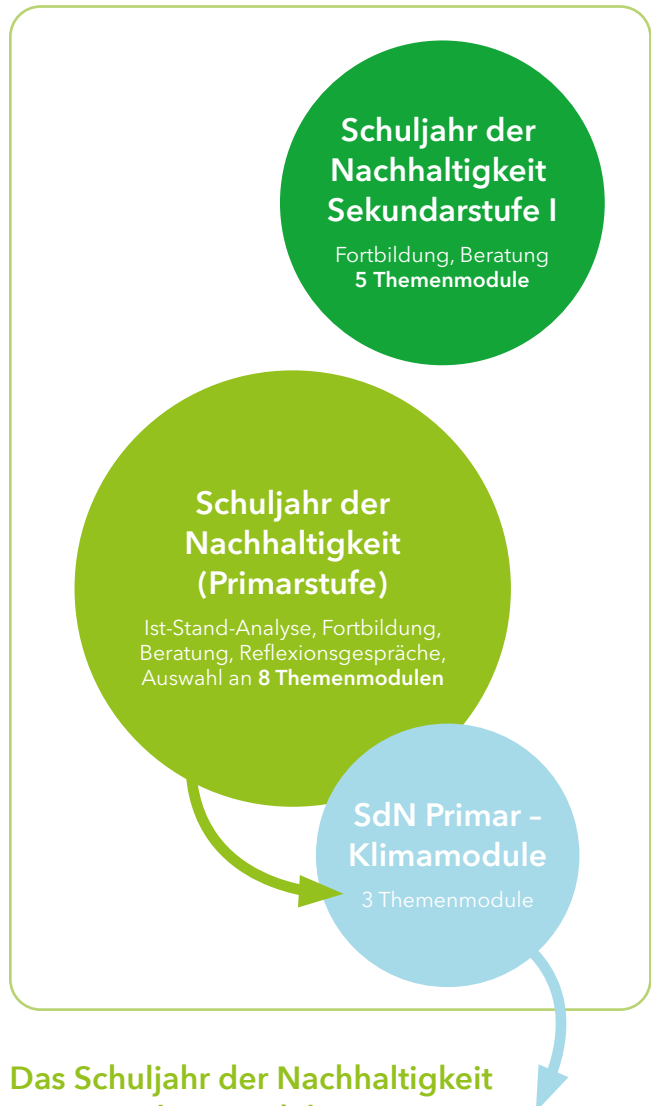 Schuljahr der
Nachhaltigkeit
Sekundarstufe I
Fortbildung, Beratung
5 Themenmodule
Schuljahr der
Nachhaltigkeit
(Primarstufe)
Ist-Stand-Analyse, Fortbildung,
Beratung, Reflexionsgespräche,
Auswahl an 8 Themenmodulen
SdN Primar –
Klimamodule
3 Themenmodule
Das Schuljahr der Nachhaltigkeit